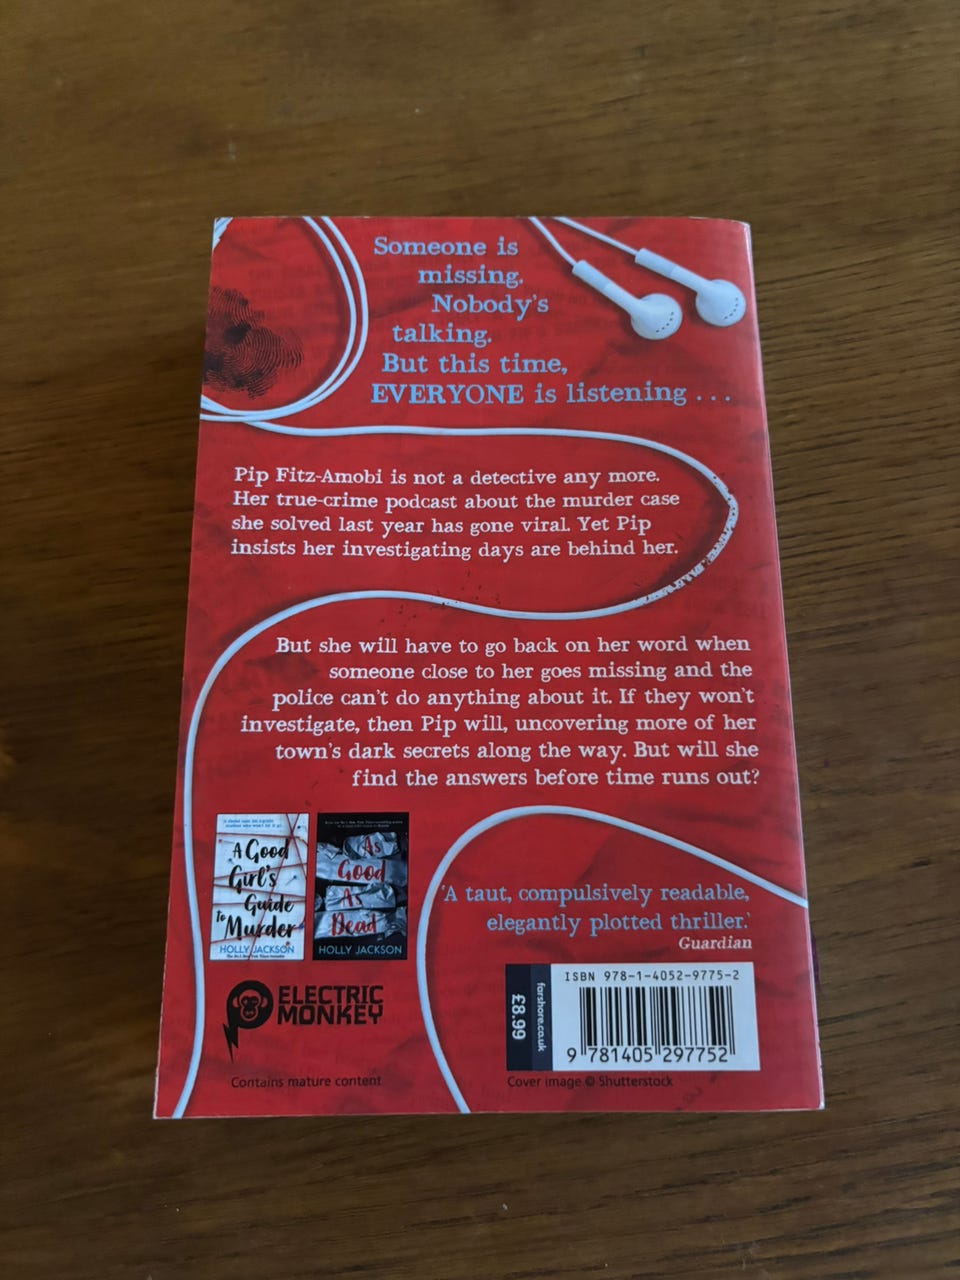 Someone is
missing.
Nobody's
talking.
But this time,
EVERYONE is listening . . .
Pip Fitz-Amobi is not a detective any more.
Her true-crime podcast about the murder case
she solved last year has gone viral. Yet Pip
insists her investigating days are behind her.
But she will have to go back on her word when
someone close to her goes missing and the
police can't do anything about it. If they won't
investigate, then Pip will, uncovering more of her
town's dark secrets along the way. But will she
find the answers before time runs out?
A Good
Girl's
Guide
to Murder
HOLLY JACKSON
As
Good
As
Dead
HOLLY JACKSON
'A taut, compulsively readable,
elegantly plotted thriller.'
Guardian
ELECTRIC
MONKEY
Contains mature content
farshore.co.uk
£8.99
ISBN 978-1-4052-9775-2
9 781405 297752
Cover image © Shutterstock